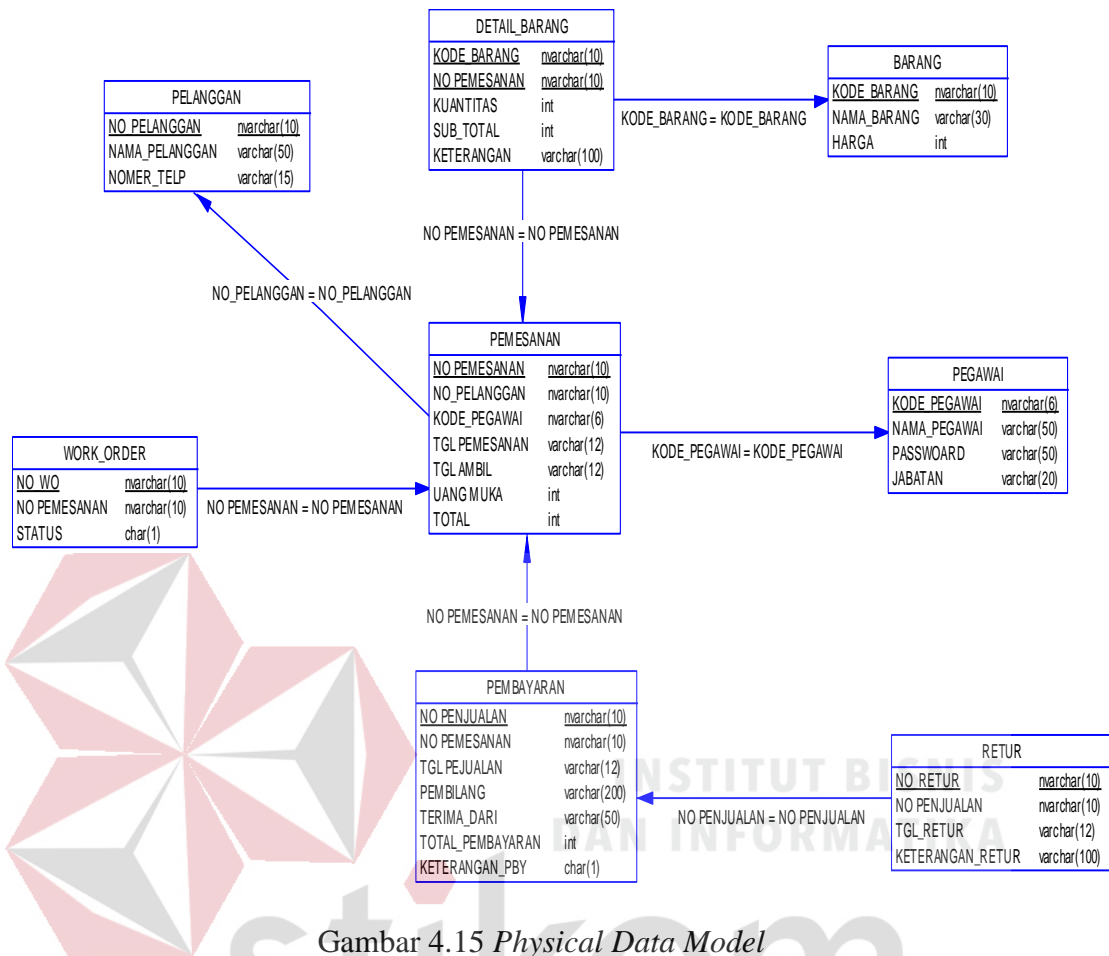 DETAIL_BARANG
KODE_BARANG nvarchar(10)
NO PEMESANAN nvarchar(10)
KUANTITAS int
SUB_TOTAL int
KETERANGAN varchar(100)
BARANG
KODE_BARANG nvarchar(10)
NAMA_BARANG varchar(30)
HARGA int
KODE_BARANG = KODE_BARANG
PELANGGAN
NO_PELANGGAN nvarchar(10)
NAMA_PELANGGAN varchar(50)
NOMER_TELP varchar(15)
NO PEMESANAN = NO PEMESANAN
NO_PELANGGAN = NO_PELANGGAN
PEMESANAN
NO PEMESANAN nvarchar(10)
NO_PELANGGAN nvarchar(10)
KODE_PEGAWAI nvarchar(6)
TGL PEMESANAN varchar(12)
TGL AMBIL varchar(12)
UANG MUKA int
TOTAL int
PEGAWAI
KODE_PEGAWAI nvarchar(6)
NAMA_PEGAWAI varchar(50)
PASSWOARD varchar(50)
JABATAN varchar(20)
KODE_PEGAWAI = KODE_PEGAWAI
WORK_ORDER
NO_WO nvarchar(10)
NO PEMESANAN nvarchar(10)
STATUS char(1)
NO PEMESANAN = NO PEMESANAN
NO PEMESANAN = NO PEMESANAN
PEMBAYARAN
NO PENJUALAN nvarchar(10)
NO PEMESANAN nvarchar(10)
TGL PEJUALAN varchar(12)
PEMBILANG varchar(200)
TERIMA_DARI varchar(50)
TOTAL_PEMBAYARAN int
KETERANGAN_PBY char(1)
RETUR
NO_RETUR nvarchar(10)
NO PENJUALAN nvarchar(10)
TGL_RETUR varchar(12)
KETERANGAN_RETUR varchar(100)
NO PENJUALAN = NO PENJUALAN
INSTITUT BISNIS
DAN INFORMATIKA
stikom
Gambar 4.15 Physical Data Model